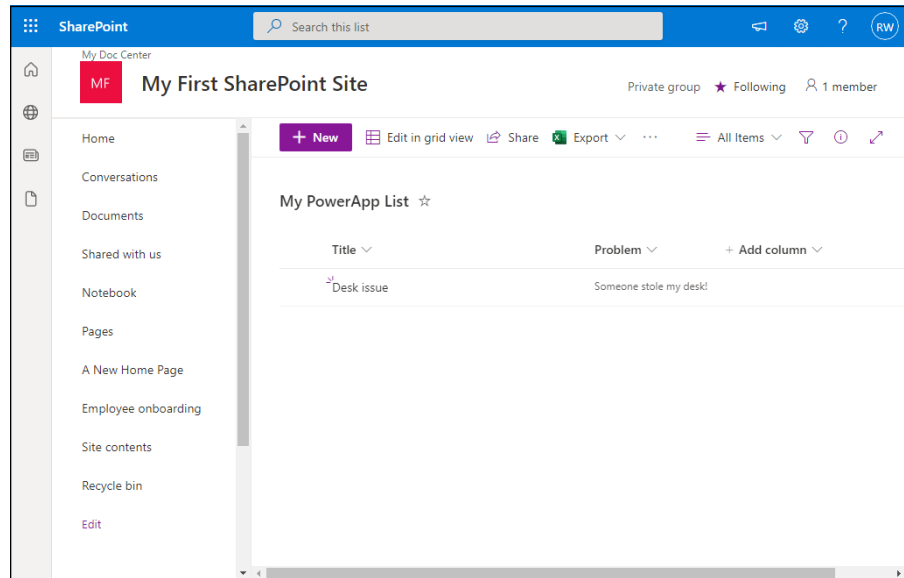 SharePoint
Search this list
?
RW
My Doc Center
MF
My First SharePoint Site
Private group
Following
1 member
Home
Conversations
Documents
Shared with us
Notebook
Pages
A New Home Page
Employee onboarding
Site contents
Recycle bin
Edit
+ New
Edit in grid view
Share
Export
...
All Items
My PowerApp List
Title
Problem
+ Add column
Desk issue
Someone stole my desk!